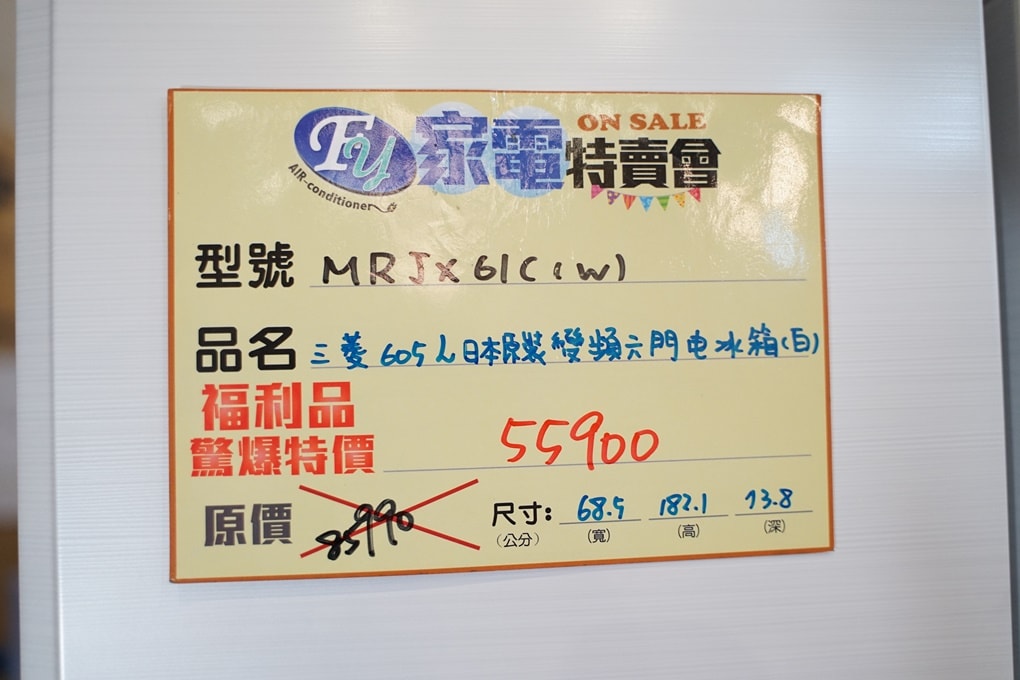 FY 家電特賣會 ON SALE
AIR-conditioner
型號 MRJX61C(W)
品名 三菱605L日本原裝變頻六門电冰箱(白)
福利品
驚爆特價 55900
原價 85990 尺寸: 68.5 182.1 73.8
(公分) (寬) (高) (深)